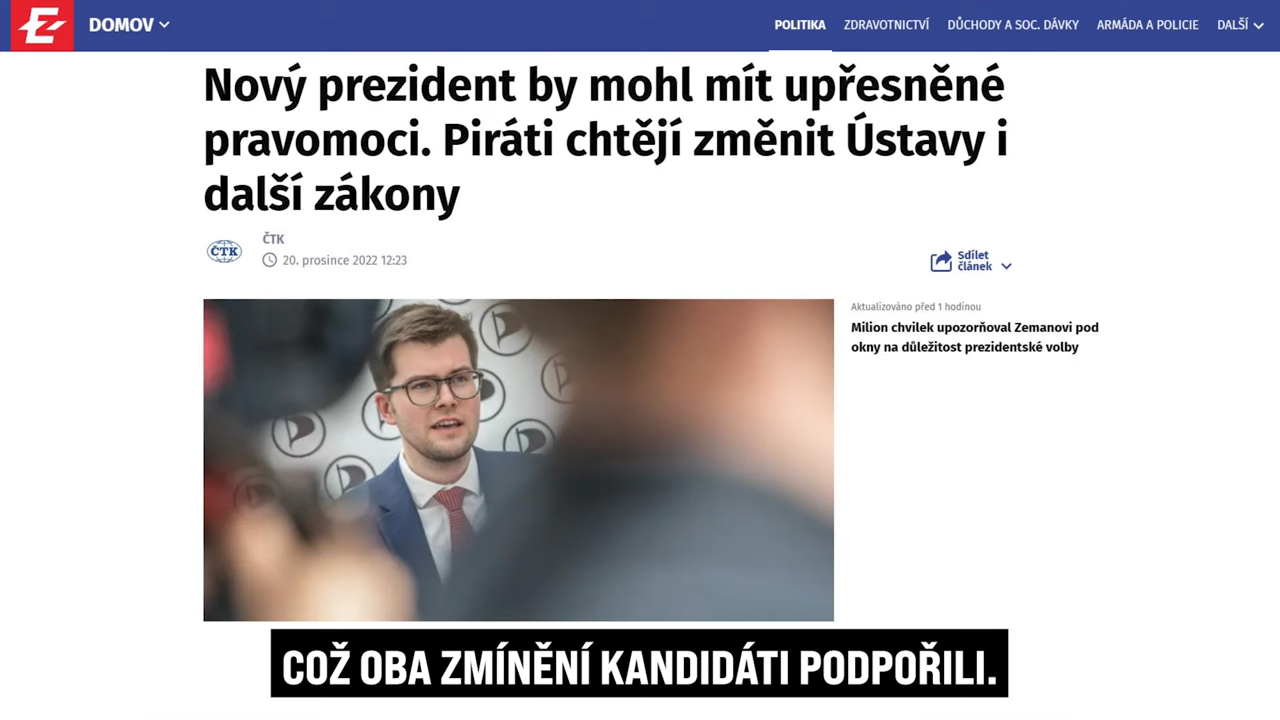 DOMOV
POLITIKA ZDRAVOTNICTVÍ DŮCHODY A SOC. DÁVKY ARMÁDA A POLICIE DALŠÍ
Nový prezident by mohl mít upřesněné
pravomoci. Piráti chtějí změnit Ústavy i
další zákony
ČTK
ČTK
20. prosince 2022 12:23
Sdílet
článek
Aktualizováno před 1 hodinou
Milion chvilek upozorňoval Zemanovi pod
okny na důležitost prezidentské volby
COŽ OBA ZMÍNĚNÍ KANDIDÁTI PODPOŘILI.